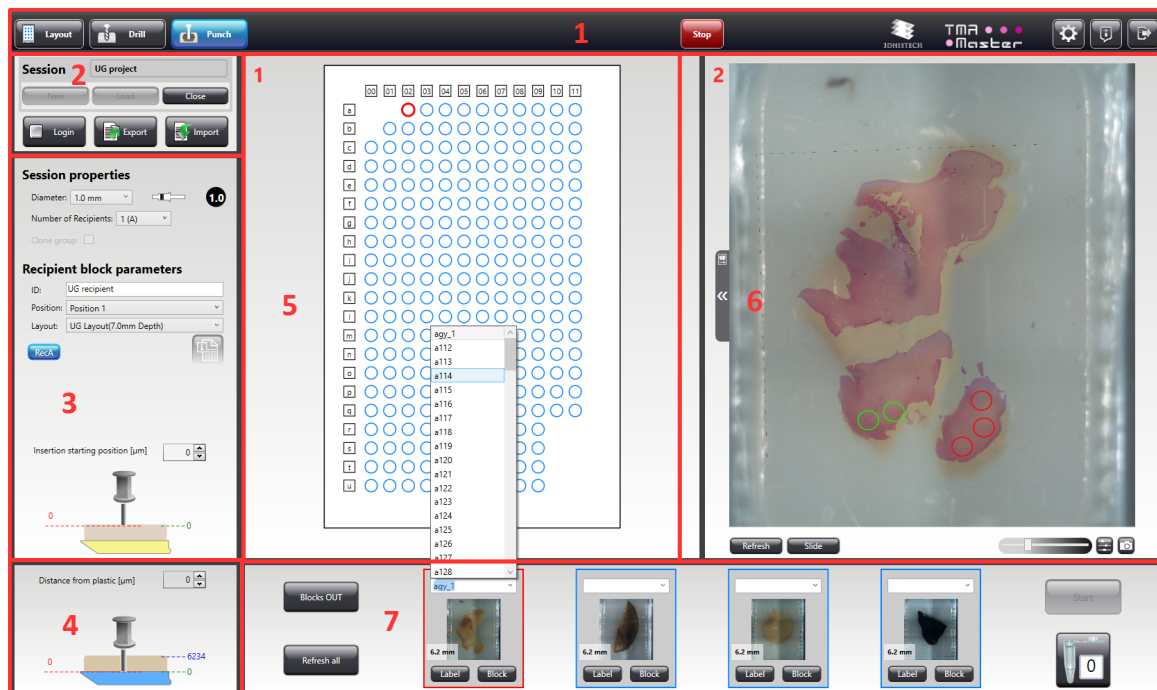 Layout
Drill
Punch
1
Stop
3DHISTECH
TMA
Master
Session
2
UG project
New
Load
Close
Login
Export
Import
Session properties
Diameter: 1.0 mm
1.0
Number of Recipients: 1 (A)
Clone group
Recipient block parameters
ID: UG recipient
Position: Position 1
Layout: UG Layout(7.0mm Depth)
RecA
3
Insertion starting position [µm] 0
0
0
Distance from plastic [µm] 0
4
6234
0
0
1
00 01 02 03 04 05 06 07 08 09 10 11
a
b
c
d
e
f
g
h
i
j
k
l
m
n
o
p
q
r
s
t
u
5
agy_1
a112
a113
a114
a115
a116
a117
a118
a119
a120
a121
a122
a123
a124
a125
a126
a127
a128
2
6
Refresh
Slide
Blocks OUT
Refresh all
7
agy_1
6.2 mm
Label
Block
6.2 mm
Label
Block
6.2 mm
Label
Block
6.2 mm
Label
Block
Start
0